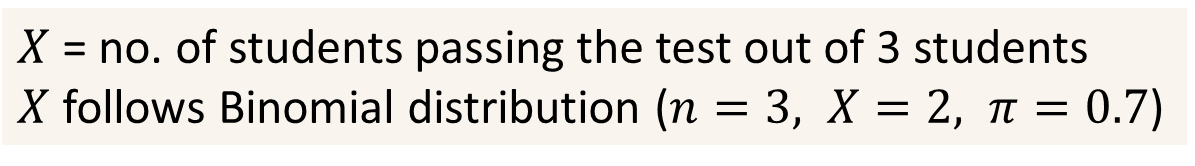 X = no. of students passing the test out of 3 students
X follows Binomial distribution (n = 3, X = 2, π = 0.7)